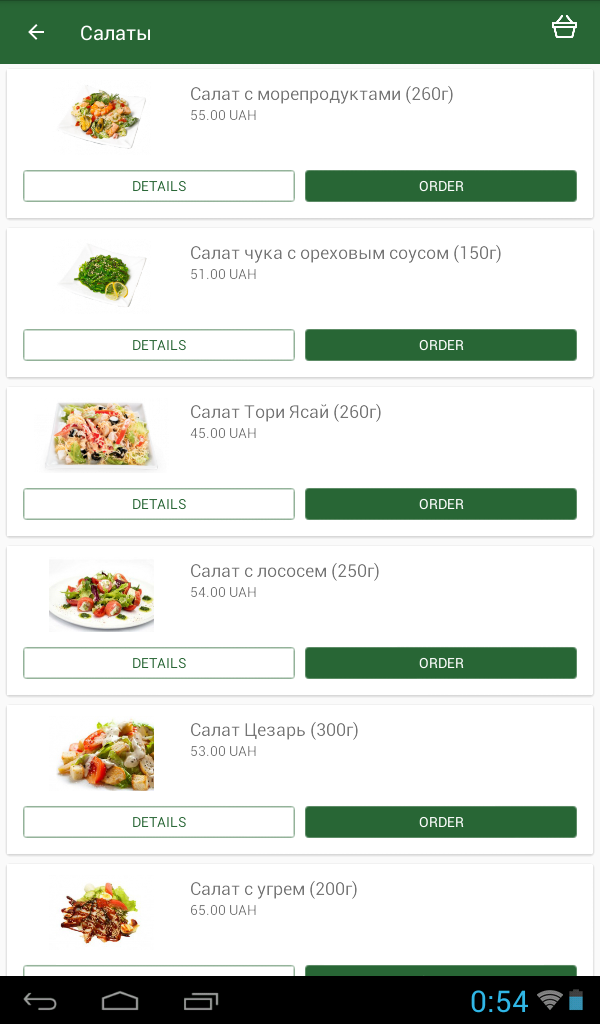 Салаты
Салат с морепродуктами (260г)
55.00 UAH
DETAILS ORDER
Салат чука с ореховым соусом (150г)
51.00 UAH
DETAILS ORDER
Салат Тори Ясай (260г)
45.00 UAH
DETAILS ORDER
Салат с лососем (250г)
54.00 UAH
DETAILS ORDER
Салат Цезарь (300г)
53.00 UAH
DETAILS ORDER
Салат с угрем (200г)
65.00 UAH
0:54